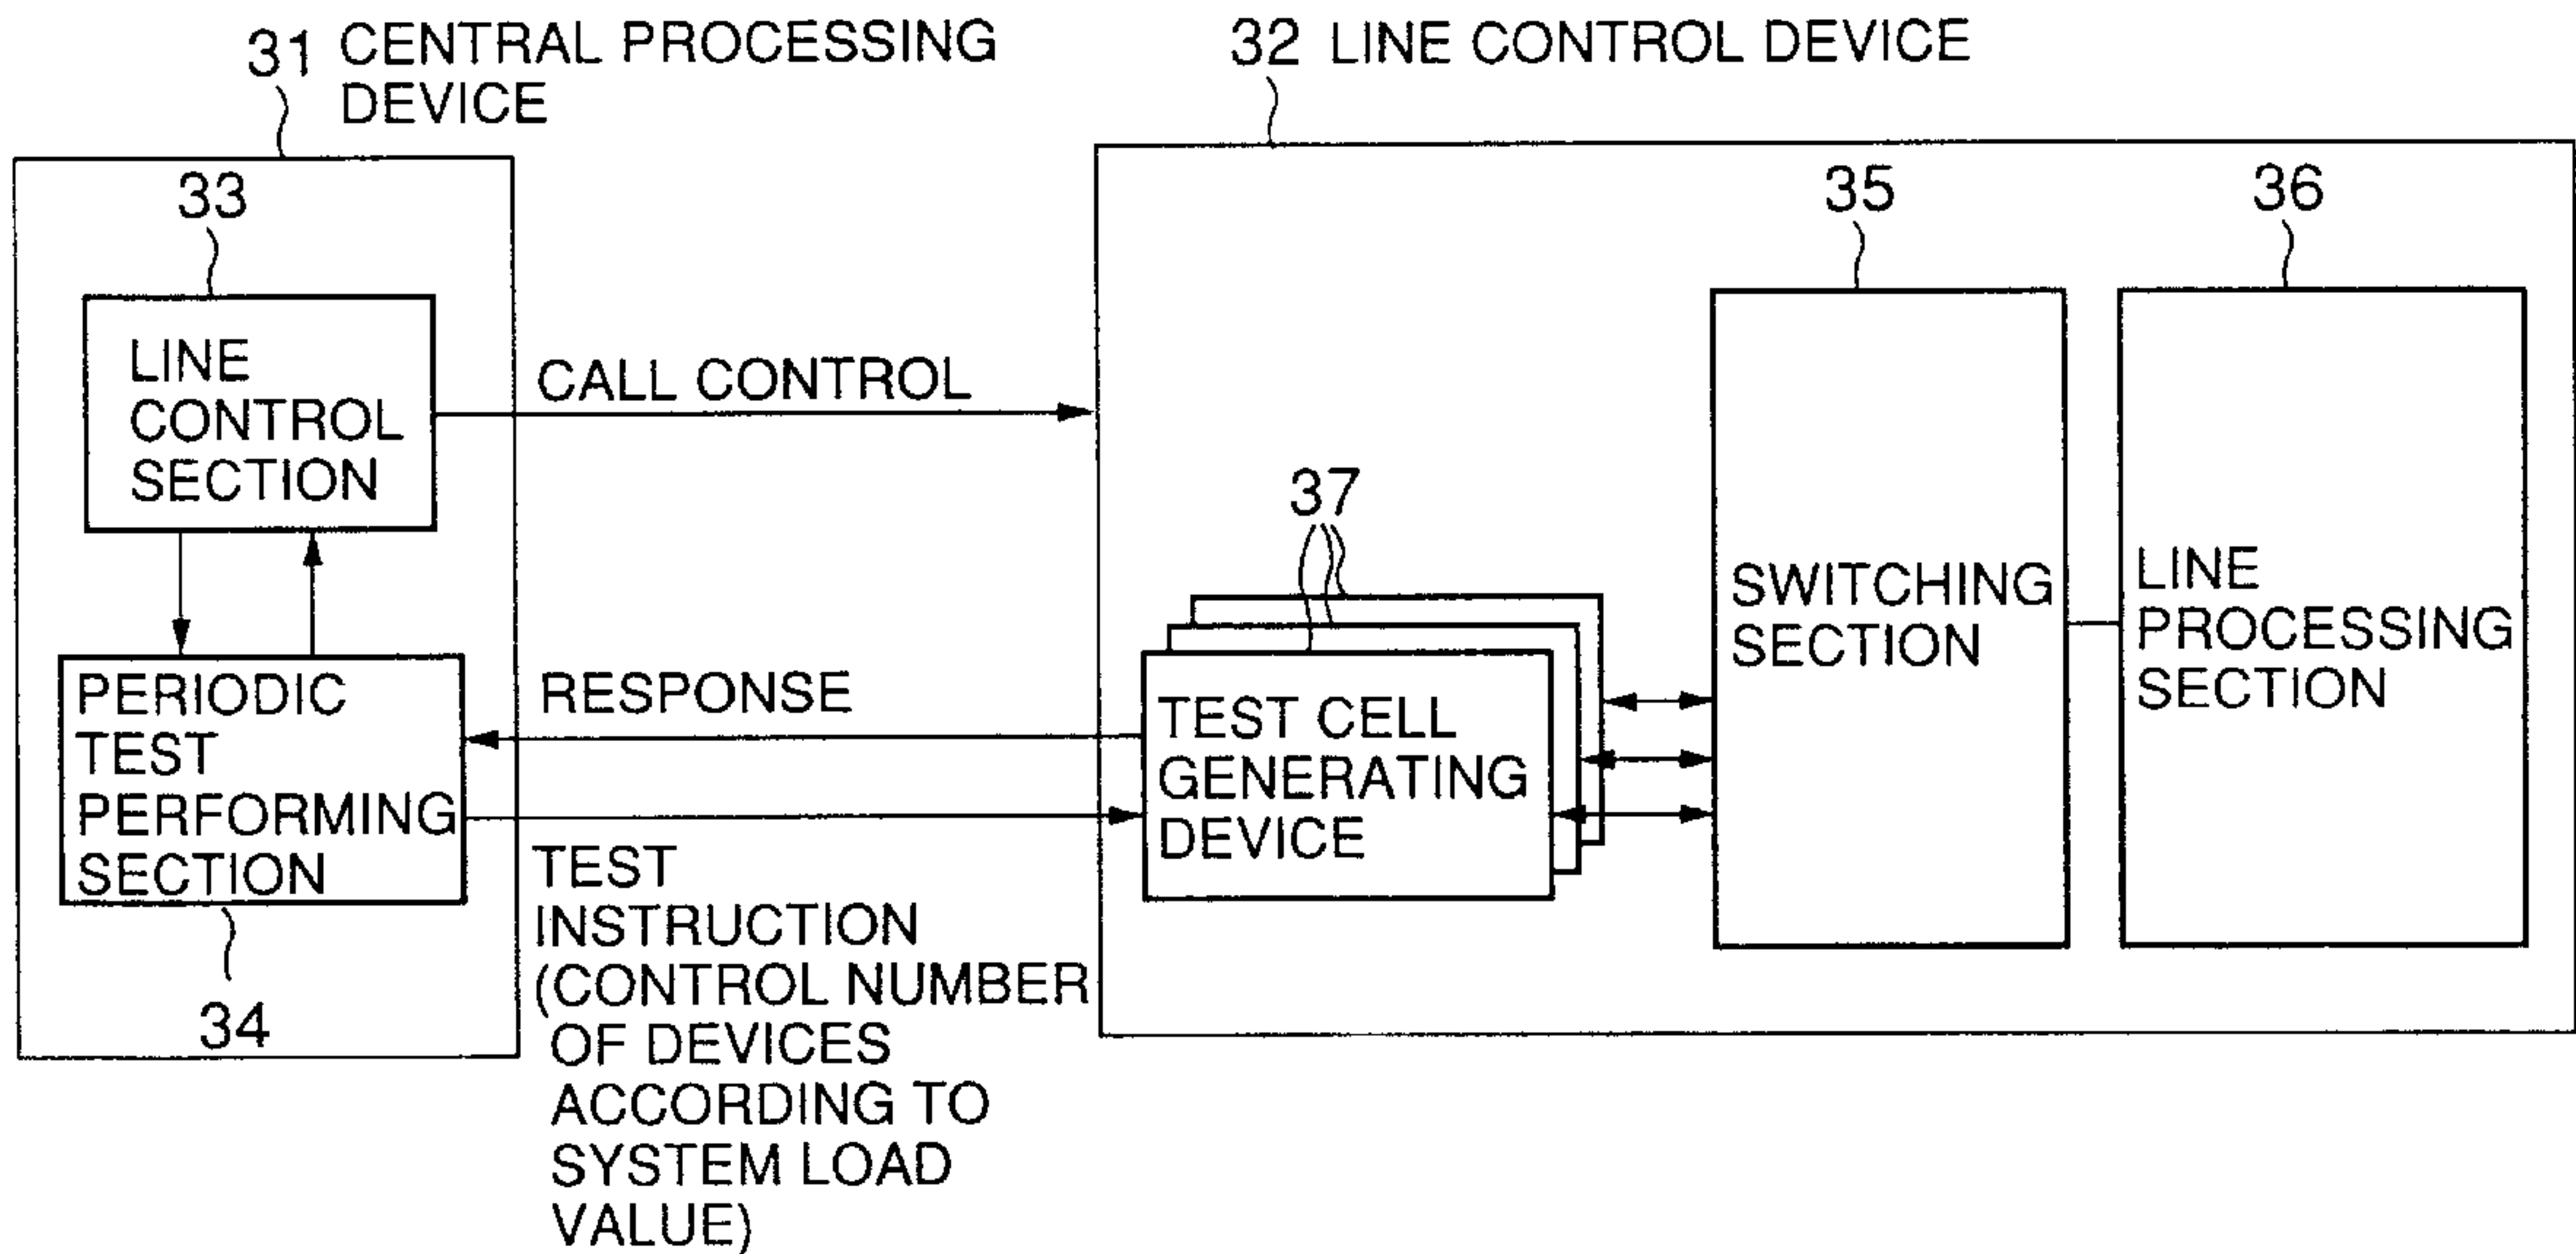 31 CENTRAL PROCESSING
DEVICE
32 LINE CONTROL DEVICE
33
LINE
CONTROL
SECTION
CALL CONTROL
35
36
37
SWITCHING
SECTION
LINE
PROCESSING
SECTION
PERIODIC
TEST
PERFORMING
SECTION
34
RESPONSE
TEST CELL
GENERATING
DEVICE
TEST
INSTRUCTION
(CONTROL NUMBER
OF DEVICES
ACCORDING TO
SYSTEM LOAD
VALUE)